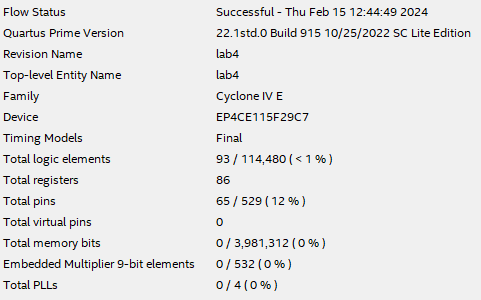 Flow Status Successful - Thu Feb 15 12:44:49 2024
Quartus Prime Version 22.1std.0 Build 915 10/25/2022 SC Lite Edition
Revision Name lab4
Top-level Entity Name lab4
Family Cyclone IV E
Device EP4CE115F29C7
Timing Models Final
Total logic elements 93 / 114,480 ( < 1 % )
Total registers 86
Total pins 65 / 529 ( 12 % )
Total virtual pins 0
Total memory bits 0 / 3,981,312 ( 0 % )
Embedded Multiplier 9-bit elements 0 / 532 ( 0 % )
Total PLLs 0 / 4 ( 0 % )